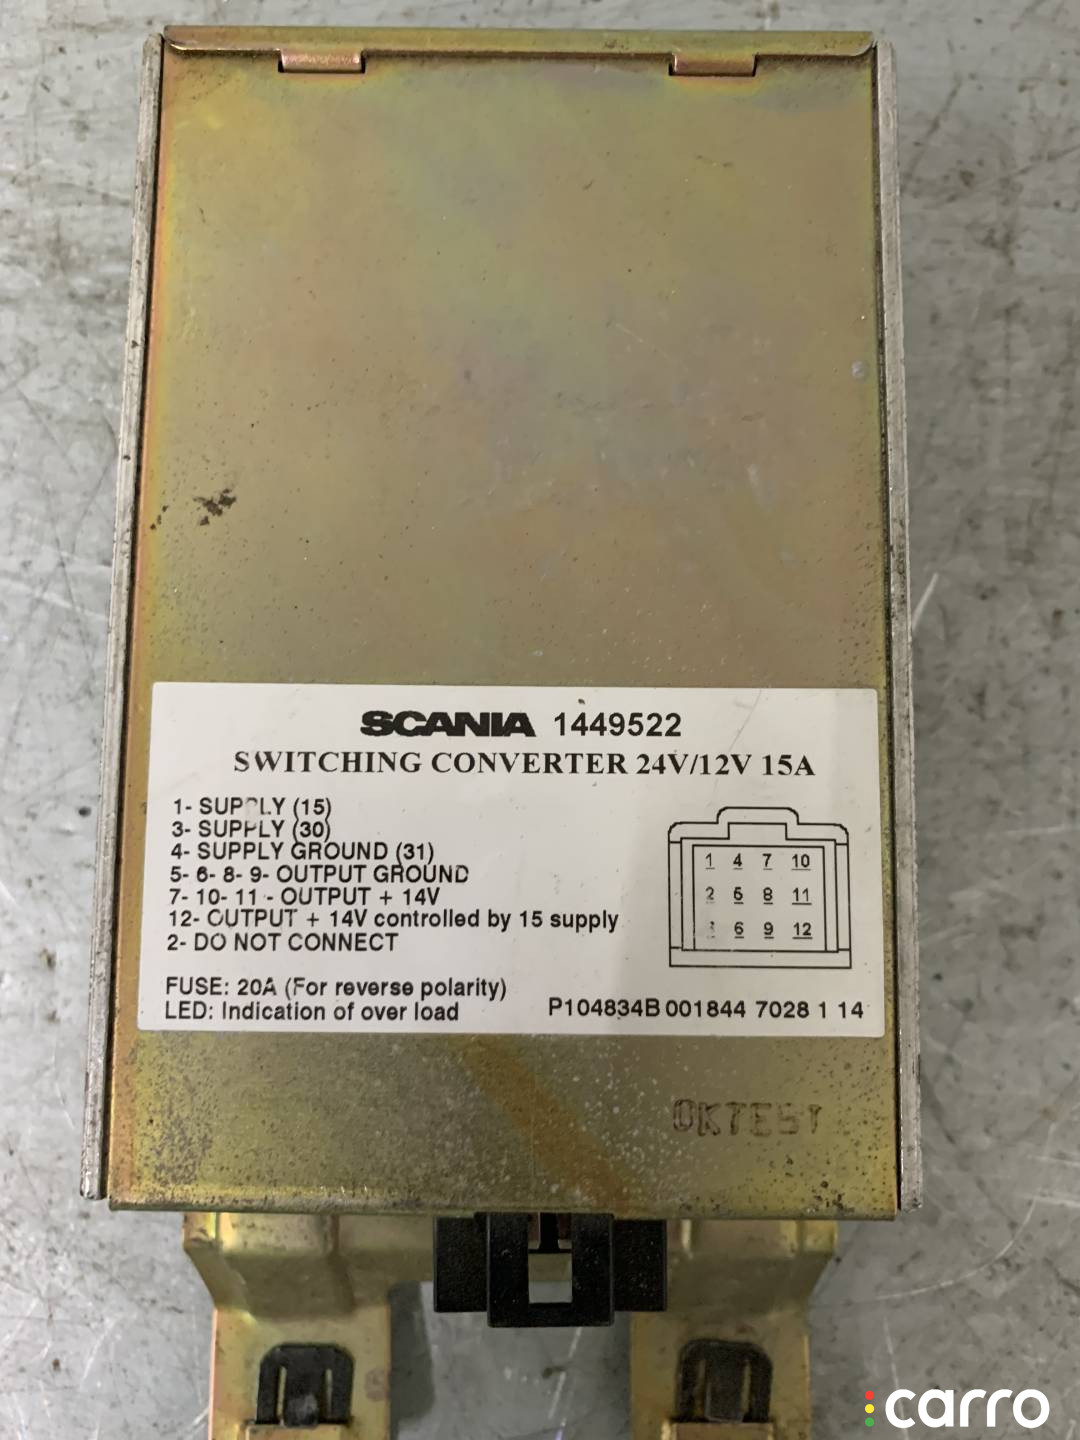 SCANIA 1449522
SWITCHING CONVERTER 24V/12V 15A
1- SUPPLY (15)
3- SUPPLY (30)
4- SUPPLY GROUND (31)
5- 6- 8- 9- OUTPUT GROUND
7- 10- 11 - OUTPUT + 14V
12- OUTPUT + 14V controlled by 15 supply
2- DO NOT CONNECT
1 4 7 10
2 5 8 11
6 9 12
FUSE: 20A (For reverse polarity)
LED: Indication of over load
P104834B 001844 7028 1 14
OKTEST
carro